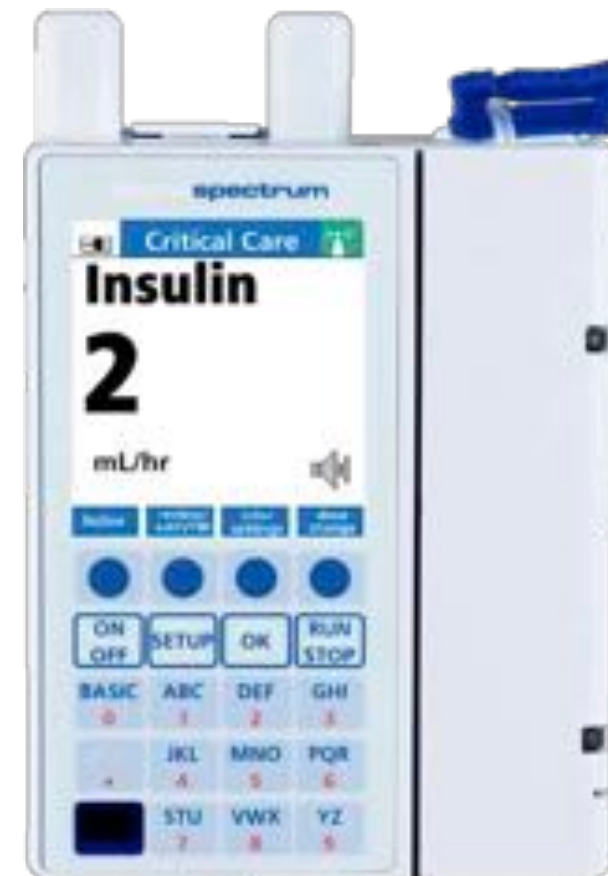 spectrum
Critical Care
Insulin
2
mL/hr
ON OFF
SETUP
OK
RUN STOP
BASIC ABC DEF GHI
0 1 2 3
JKL MNO PQR
. 4 5 6
STU VWX YZ
7 8 9